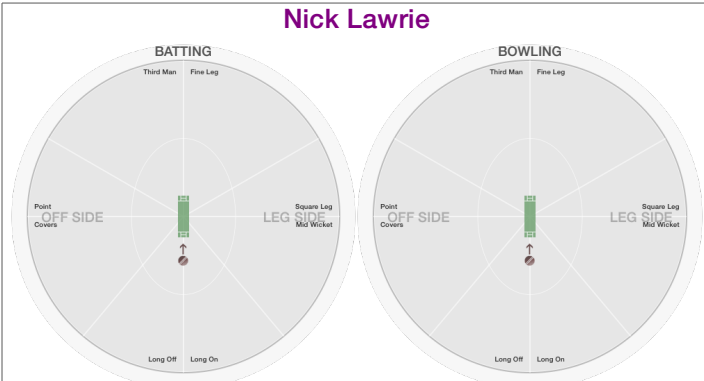 Nick Lawrie
BATTING
Third Man Fine Leg
Point
OFF SIDE
Covers
Square Leg
LEG SIDE
Mid Wicket
Long Off Long On
BOWLING
Third Man Fine Leg
Point
OFF SIDE
Covers
Square Leg
LEG SIDE
Mid Wicket
Long Off Long On